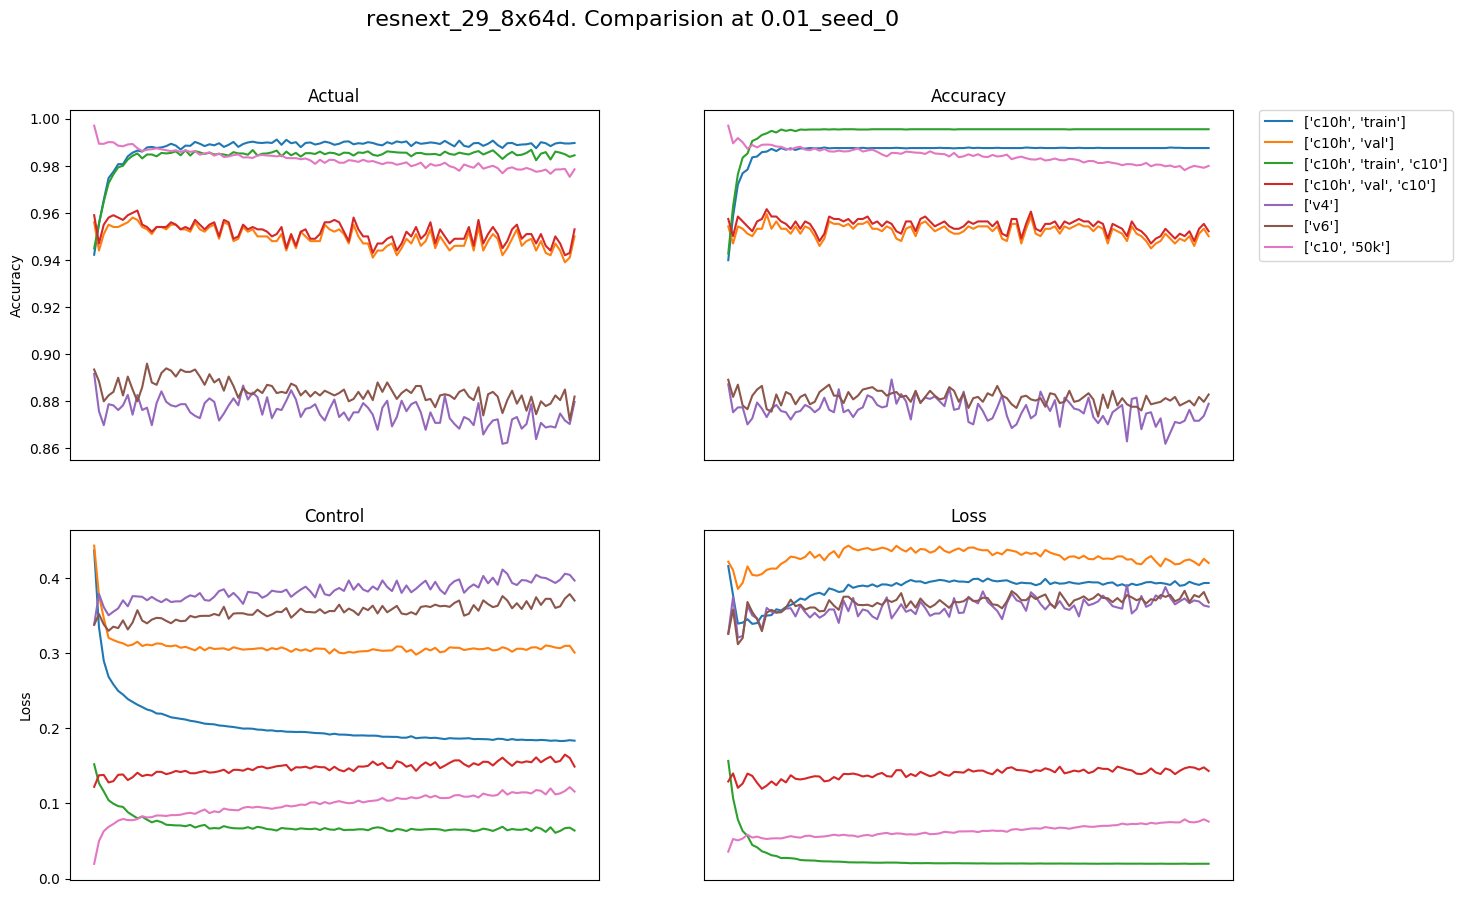 resnext_29_8x64d. Comparision at 0.01_seed_0
Actual
Accuracy
1.00
0.98
0.96
0.94
0.92
0.90
0.88
0.86
Accuracy
['c10h', 'train']
['c10h', 'val']
['c10h', 'train', 'c10']
['c10h', 'val', 'c10']
['v4']
['v6']
['c10', '50k']
Control
Loss
0.4
0.3
0.2
0.1
0.0
Loss